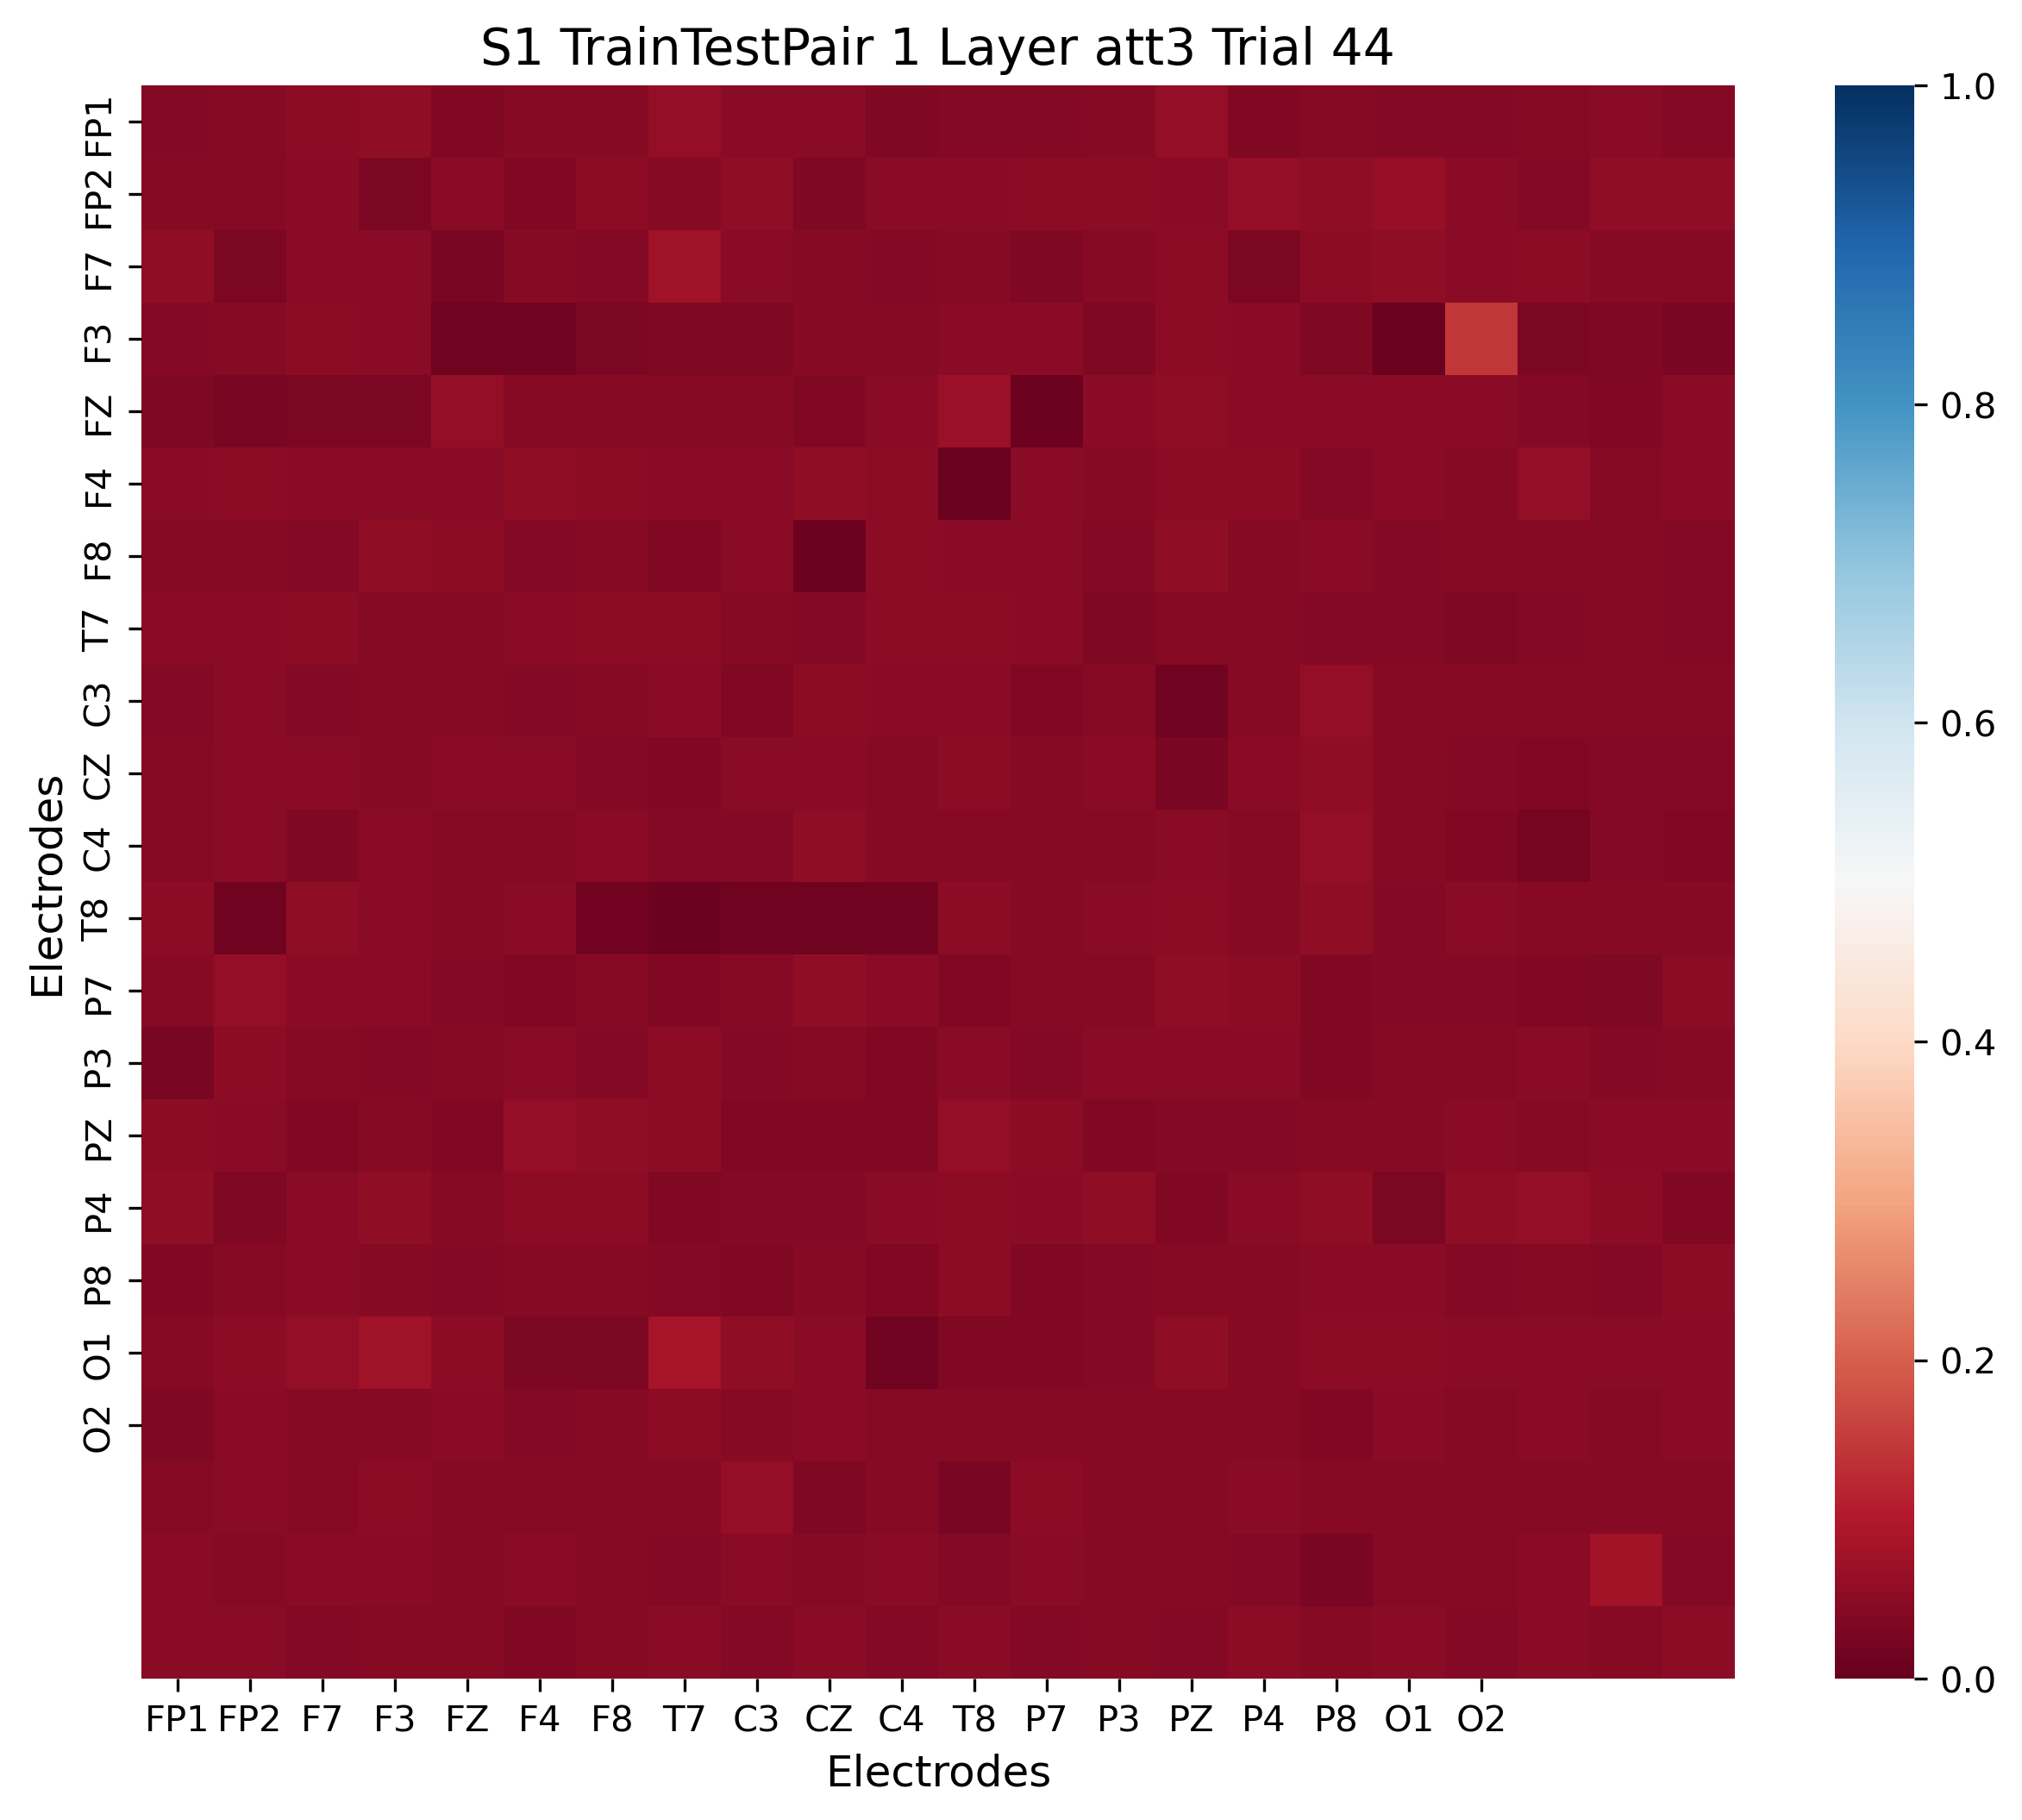 S1 TrainTestPair 1 Layer att3 Trial 44
Electrodes
FP1
FP2
F7
F3
FZ
F4
F8
T7
C3
CZ
C4
T8
P7
P3
PZ
P4
P8
O1
O2
FP1 FP2 F7 F3 FZ F4 F8 T7 C3 CZ C4 T8 P7 P3 PZ P4 P8 O1 O2
Electrodes
1.0
0.8
0.6
0.4
0.2
0.0